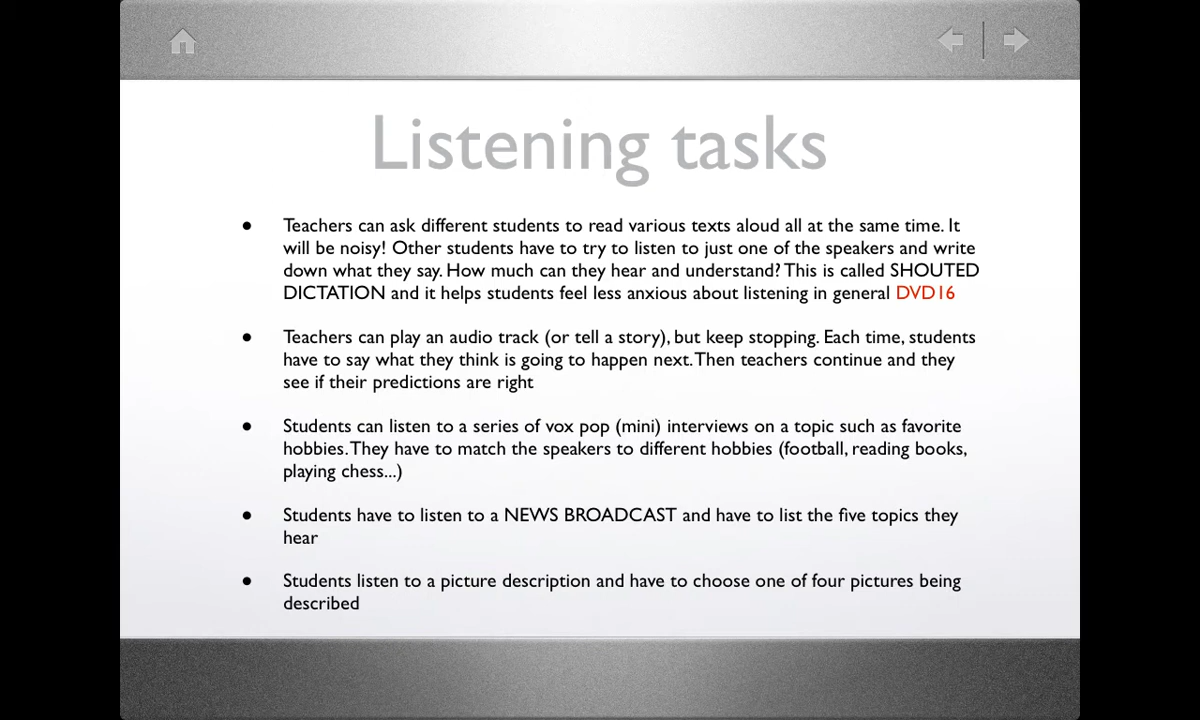 Listening tasks
• Teachers can ask different students to read various texts aloud all at the same time. It
will be noisy! Other students have to try to listen to just one of the speakers and write
down what they say. How much can they hear and understand? This is called SHOUTED
DICTATION and it helps students feel less anxious about listening in general DVD16
• Teachers can play an audio track (or tell a story), but keep stopping. Each time, students
have to say what they think is going to happen next. Then teachers continue and they
see if their predictions are right
• Students can listen to a series of vox pop (mini) interviews on a topic such as favorite
hobbies. They have to match the speakers to different hobbies (football, reading books,
playing chess...)
• Students have to listen to a NEWS BROADCAST and have to list the five topics they
hear
• Students listen to a picture description and have to choose one of four pictures being
described